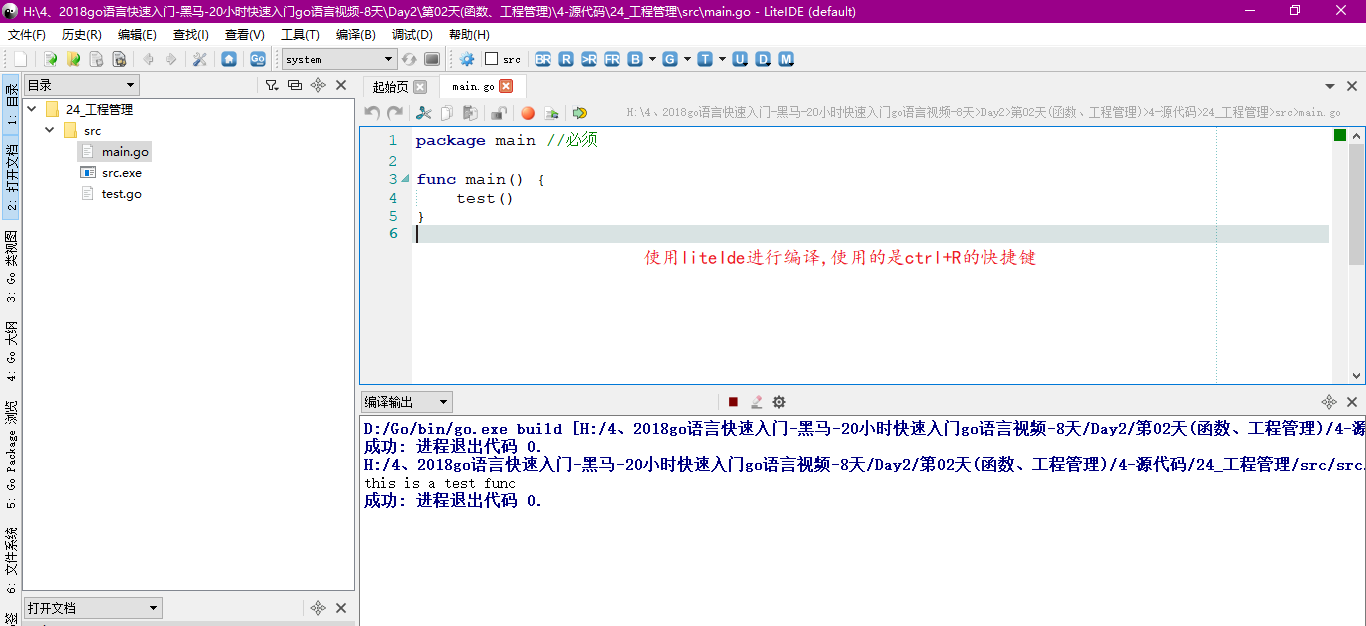 H:\4、2018go语言快速入门-黑马-20小时快速入门go语言视频-8天\Day2\第02天(函数、工程管理)\4-源代码\24_工程管理\src\main.go - LiteIDE (default)
文件(F) 历史(R) 编辑(E) 查找(I) 查看(V) 工具(T) 编译(B) 调试(D) 帮助(H)
Go system src BR R >R FR B G T U D M
目录
起始页 main.go
H:\4、2018go语言快速入门-黑马-20小时快速入门go语言视频-8天>Day2>第02天(函数、工程管理)>4-源代码>24_工程管理>src>main.go
1: 目录
2: 打开文档
3: Go 类视图
4: Go 大纲
5: Go Package 浏览
6: 文件系统
24_工程管理
src
main.go
src.exe
test.go
1 package main //必须
2
3 func main() {
4 test()
5 }
6
使用liteIde进行编译,使用的是ctrl+R的快捷键
编译输出
D:/Go/bin/go.exe build [H:/4、2018go语言快速入门-黑马-20小时快速入门go语言视频-8天/Day2/第02天(函数、工程管理)/4-源
成功: 进程退出代码 0.
H:/4、2018go语言快速入门-黑马-20小时快速入门go语言视频-8天/Day2/第02天(函数、工程管理)/4-源代码/24_工程管理/src/src.
this is a test func
成功: 进程退出代码 0.
打开文档